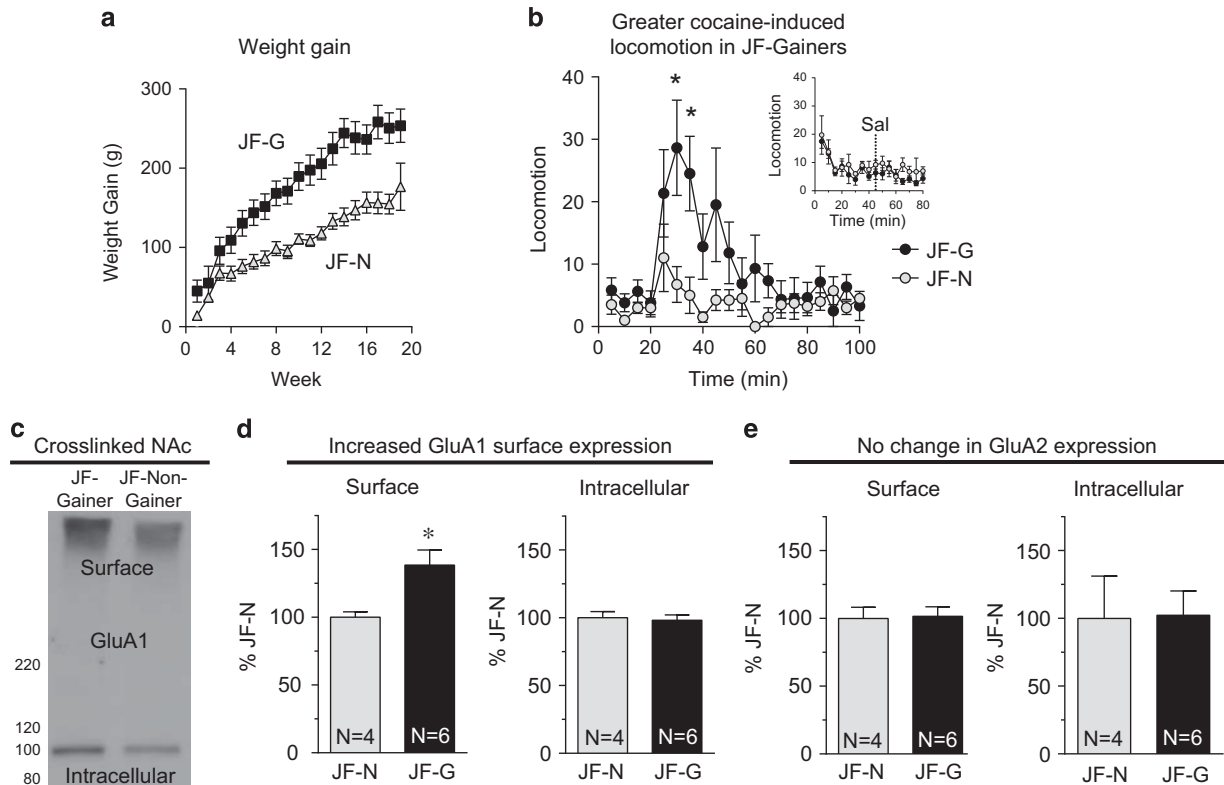 a
Weight gain
300
200
100
0
Weight Gain (g)
JF-G
JF-N
0 4 8 12 16 20
Week
b
Greater cocaine-induced
locomotion in JF-Gainers
40
30
20
10
0
Locomotion
* *
0 20 40 60 80 100
Time (min)
40
30
20
10
0
Locomotion
Sal
0 20 40 60 80
Time (min)
JF-G
JF-N
c
Crosslinked NAc
JF- JF-Non-
Gainer Gainer
Surface
GluA1
220
120
100
80
Intracellular
d
Increased GluA1 surface expression
Surface
150
100
50
0
% JF-N
*
N=4 N=6
JF-N JF-G
Intracellular
150
100
50
0
% JF-N
N=4 N=6
JF-N JF-G
e
No change in GluA2 expression
Surface
150
100
50
0
% JF-N
N=4 N=6
JF-N JF-G
Intracellular
150
100
50
0
% JF-N
N=4 N=6
JF-N JF-G